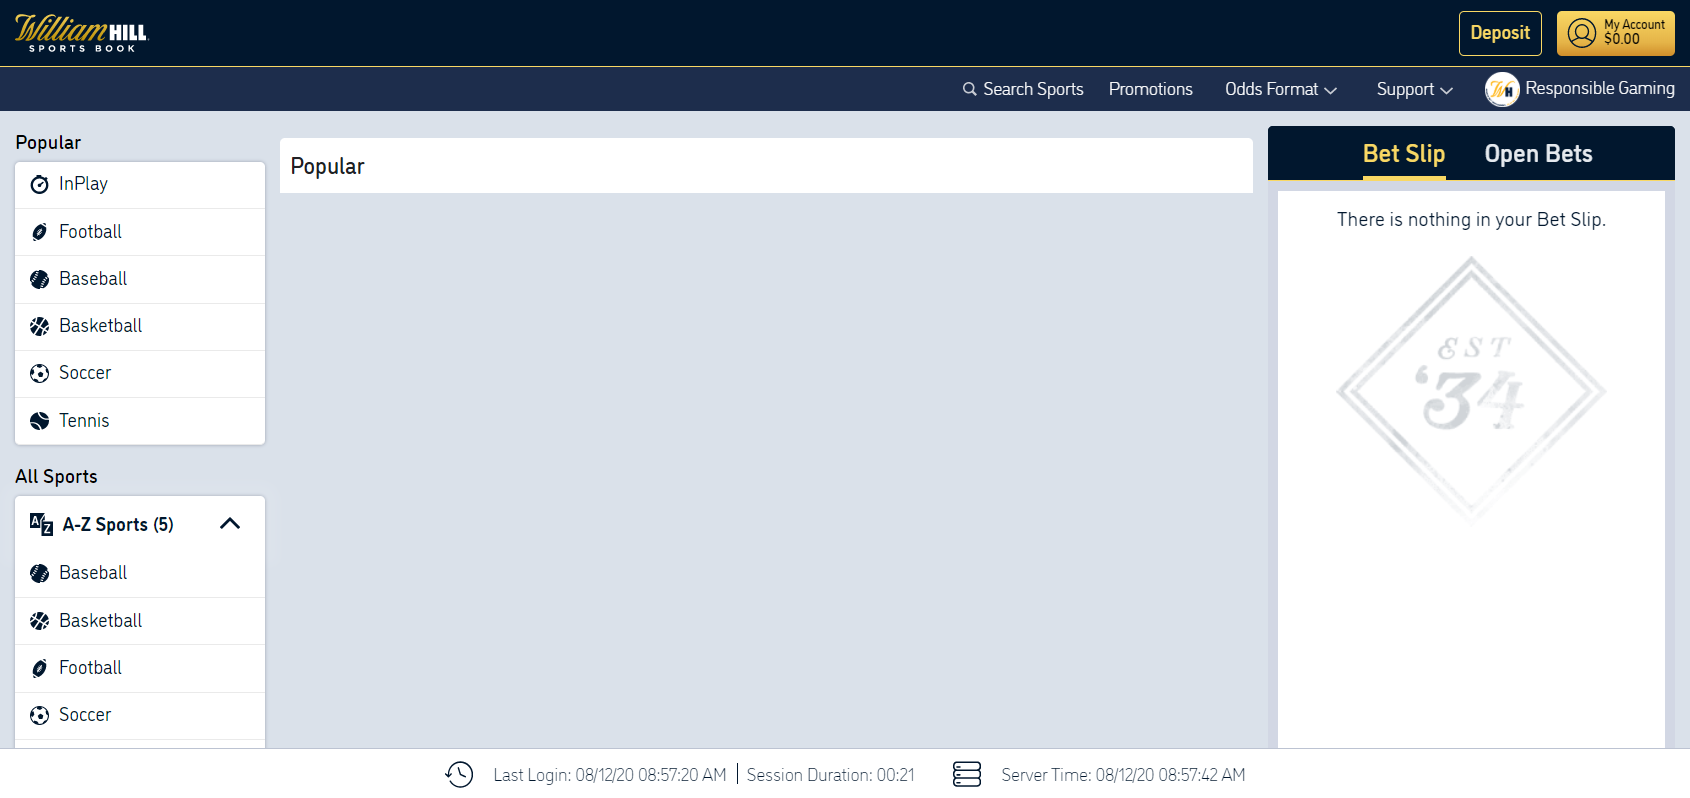 William HILL
SPORTS BOOK
Deposit
My Account
$0.00
Search Sports
Promotions
Odds Format
Support
WH
Responsible Gaming
Popular
InPlay
Football
Baseball
Basketball
Soccer
Tennis
All Sports
A Z
A-Z Sports (5)
Baseball
Basketball
Football
Soccer
Popular
Bet Slip
Open Bets
There is nothing in your Bet Slip.
EST
‘34
Last Login: 08/12/20 08:57:20 AM
Session Duration: 00:21
Server Time: 08/12/20 08:57:42 AM